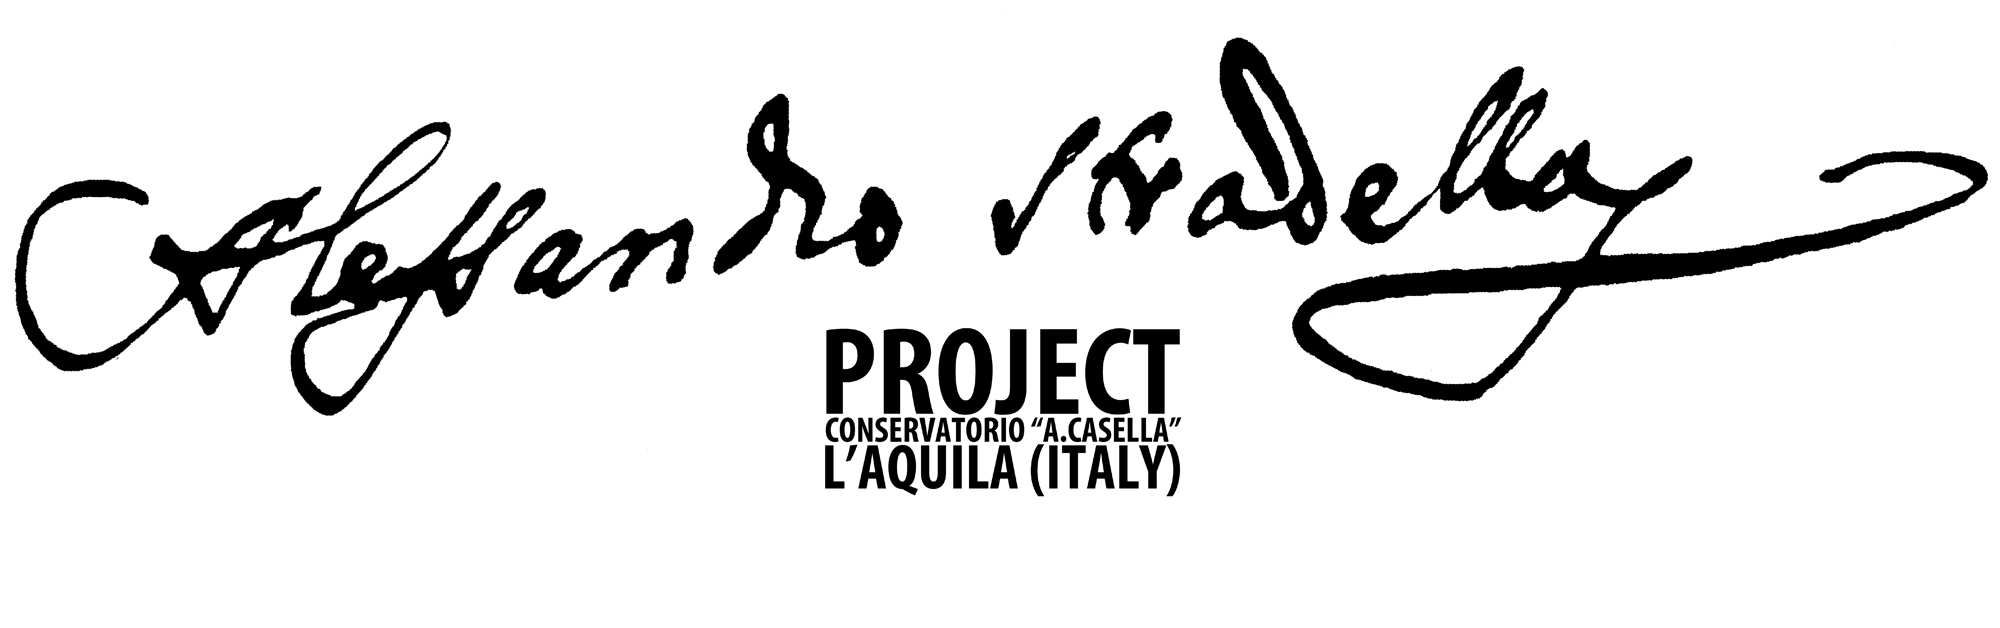 Alessandro Stradella
PROJECT
CONSERVATORIO “A.CASELLA”
L’AQUILA (ITALY)